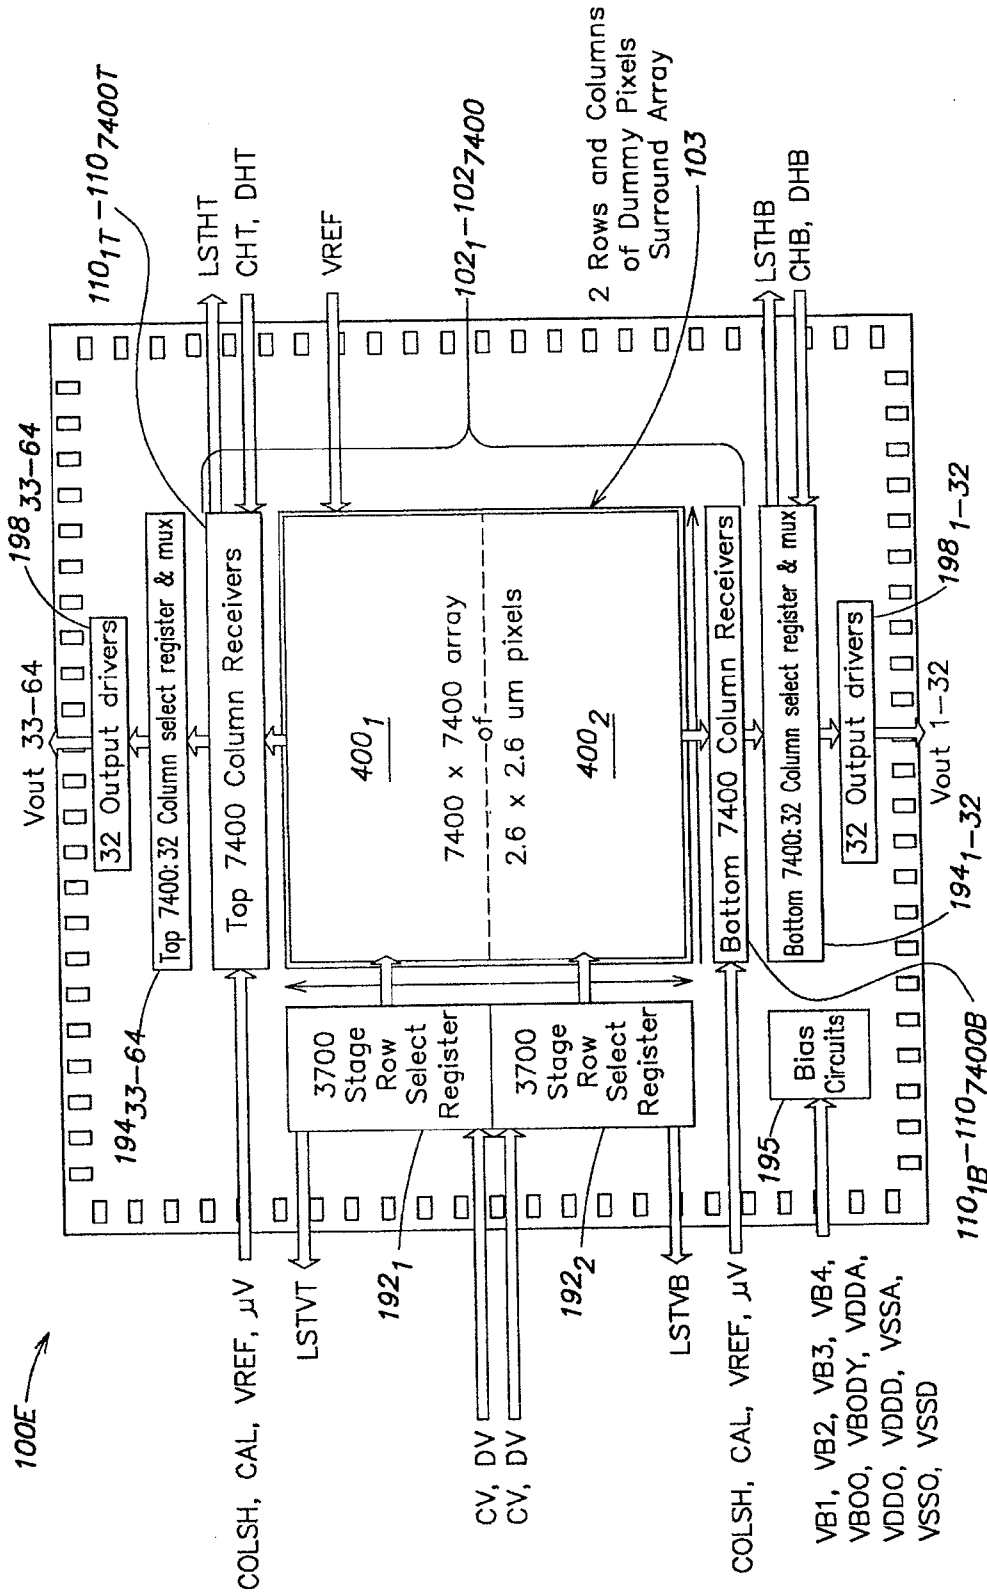 100E
Vout 33-64
198 33-64
32 Output drivers
194 33-64
Top 7400:32 Column select register & mux
110 1T-110 7400T
COLSH, CAL, VREF, µV
Top 7400 Column Receivers
LSTHT
CHT, DHT
VREF
LSTVT
192 1
3700
Stage
Row
Select
Register
400 1
7400 x 7400 array
of
2.6 x 2.6 um pixels
400 2
102 1-102 7400
CV, DV
CV, DV
3700
Stage
Row
Select
Register
192 2
LSTVB
2 Rows and Columns
of Dummy Pixels
Surround Array
103
COLSH, CAL, VREF, µV
Bottom 7400 Column Receivers
LSTHB
CHB, DHB
Bottom 7400:32 Column select register & mux
195
Bias
Circuits
VB1, VB2, VB3, VB4,
VBOO, VBODY, VDDA,
VDDO, VDDD, VSSA,
VSSO, VSSD
32 Output drivers
110 1B-110 7400B
194 1-32
Vout 1-32
198 1-32